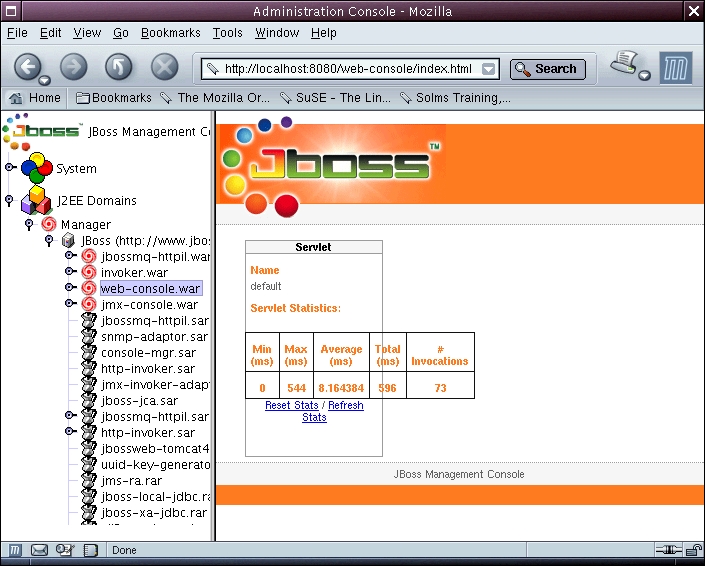 Administration Console - Mozilla
File Edit View Go Bookmarks Tools Window Help
http://localhost:8080/web-console/index.html Search
Home Bookmarks The Mozilla Or... SuSE - The Lin... Solms Training,...
Jboss™ JBoss Management Co
System
J2EE Domains
Manager
JBoss (http://www.jbos
jbossmq-httpil.war
invoker.war
web-console.war
jmx-console.war
jbossmq-httpil.sar
snmp-adaptor.sar
console-mgr.sar
http-invoker.sar
jmx-invoker-adap
jboss-jca.sar
jbossmq-httpil.sar
http-invoker.sar
jbossweb-tomcat4
uuid-key-generato
jms-ra.rar
jboss-local-jdbc.ra
jboss-xa-jdbc.rar
Jboss™
Servlet
Name
default
Servlet Statistics:
Min (ms) Max (ms) Average (ms) Total (ms) # Invocations
0 544 8.164384 596 73
Reset Stats / Refresh
Stats
JBoss Management Console
Done